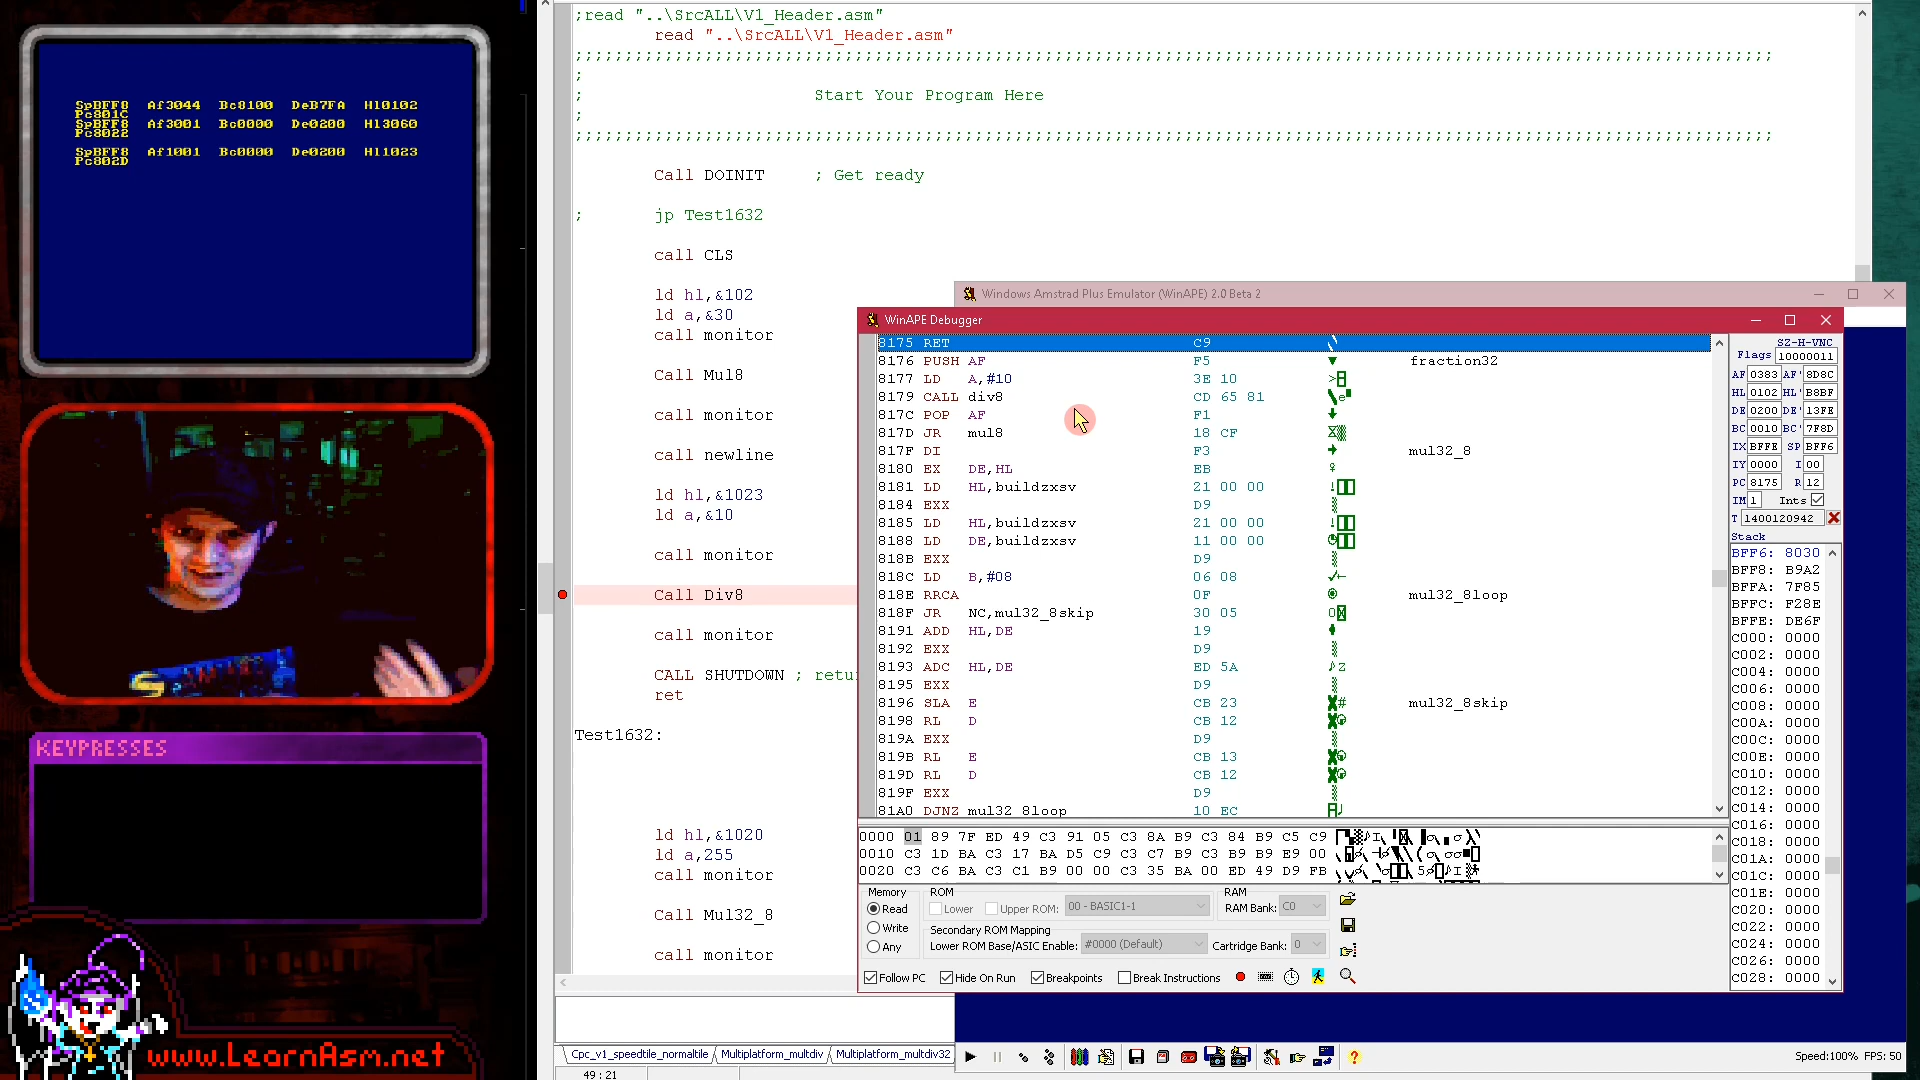 ;read "..\SrcALL\V1_Header.asm"
read "..\SrcALL\V1_Header.asm"
;;;;;;;;;;;;;;;;;;;;;;;;;;;;;;;;;;;;;;;;;;;;;;;;;;;;;;;;;;;;;;;;;;;;;;;;
;
; Start Your Program Here
;
;;;;;;;;;;;;;;;;;;;;;;;;;;;;;;;;;;;;;;;;;;;;;;;;;;;;;;;;;;;;;;;;;;;;;;;;
Call DOINIT ; Get ready
; jp Test1632
call CLS
ld hl,&102
ld a,&30
call monitor
Call Mul8
call monitor
call newline
ld hl,&1023
ld a,&10
call monitor
Call Div8
call monitor
CALL SHUTDOWN ; retu
ret
Test1632:
ld hl,&1020
ld a,255
call monitor
Call Mul32_8
call monitor
SpBFF8 Af3044 Bc8100 DeB7FA Hl0102
Pc801C
SpBFF8 Af3001 Bc0000 De0200 Hl3060
Pc8022
SpBFF8 Af1001 Bc0000 De0200 Hl1023
Pc802D
KEYPRESSES
www.LearnAsm.net
Windows Amstrad Plus Emulator (WinAPE) 2.0 Beta 2
WinAPE Debugger
8175 RET C9
8176 PUSH AF F5 fraction32
8177 LD A,#10 3E 10
8179 CALL div8 CD 65 81
817C POP AF F1
817D JR mul8 18 CF
817F DI F3 mul32_8
8180 EX DE,HL EB
8181 LD HL,buildzxsv 21 00 00
8184 EXX D9
8185 LD HL,buildzxsv 21 00 00
8188 LD DE,buildzxsv 11 00 00
818B EXX D9
818C LD B,#08 06 08
818E RRCA 0F mul32_8loop
818F JR NC,mul32_8skip 30 05
8191 ADD HL,DE 19
8192 EXX D9
8193 ADC HL,DE ED 5A
8195 EXX D9
8196 SLA E CB 23 mul32_8skip
8198 RL D CB 12
819A EXX D9
819B RL E CB 13
819D RL D CB 12
819F EXX D9
81A0 DJNZ mul32_8loop 10 EC
SZ-H-VNC
Flags 10000011
AF 0383 AF' 8D8C
HL 0102 HL' B8BF
DE 0200 DE' 13FE
BC 0010 BC' 7F8D
IX BFFE SP BFF6
IY 0000 I 00
PC 8175 R 12
IM 1 Ints
T 1400120942
Stack
BFF6: 8030
BFF8: B9A2
BFFA: 7F85
BFFC: F28E
BFFE: DE6F
C000: 0000
C002: 0000
C004: 0000
C006: 0000
C008: 0000
C00A: 0000
C00C: 0000
C00E: 0000
C010: 0000
C012: 0000
C014: 0000
C016: 0000
C018: 0000
C01A: 0000
C01C: 0000
C01E: 0000
C020: 0000
C022: 0000
C024: 0000
C026: 0000
C028: 0000
0000 01 89 7F ED 49 C3 91 05 C3 8A B9 C3 84 B9 C5 C9
0010 C3 1D BA C3 17 BA D5 C9 C3 C7 B9 C3 B9 B9 E9 00
0020 C3 C6 BA C3 C1 B9 00 00 C3 35 BA 00 ED 49 D9 FB
Memory
Read
Write
Any
ROM
Lower Upper ROM: 00 - BASIC1-1
RAM
RAM Bank: C0
Secondary ROM Mapping
Lower ROM Base/ASIC Enable: #0000 (Default) Cartridge Bank: 0
Follow PC Hide On Run Breakpoints Break Instructions
Cpc_v1_speedtile_normaltile Multiplatform_multdiv Multiplatform_multdiv32
49 : 21
Speed:100% FPS: 50